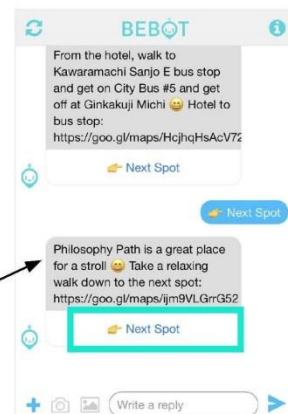 BEBOT
From the hotel, walk to
Kawaramachi Sanjo E bus stop
and get on City Bus #5 and get
off at Ginkakuji Michi 😀 Hotel to
bus stop:
https://goo.gl/maps/HcjhqHsAcV72
👉 Next Spot
👉 Next Spot
Philosophy Path is a great place
for a stroll 😀 Take a relaxing
walk down to the next spot:
https://goo.gl/maps/ijm9VLGrrG52
👉 Next Spot
Write a reply